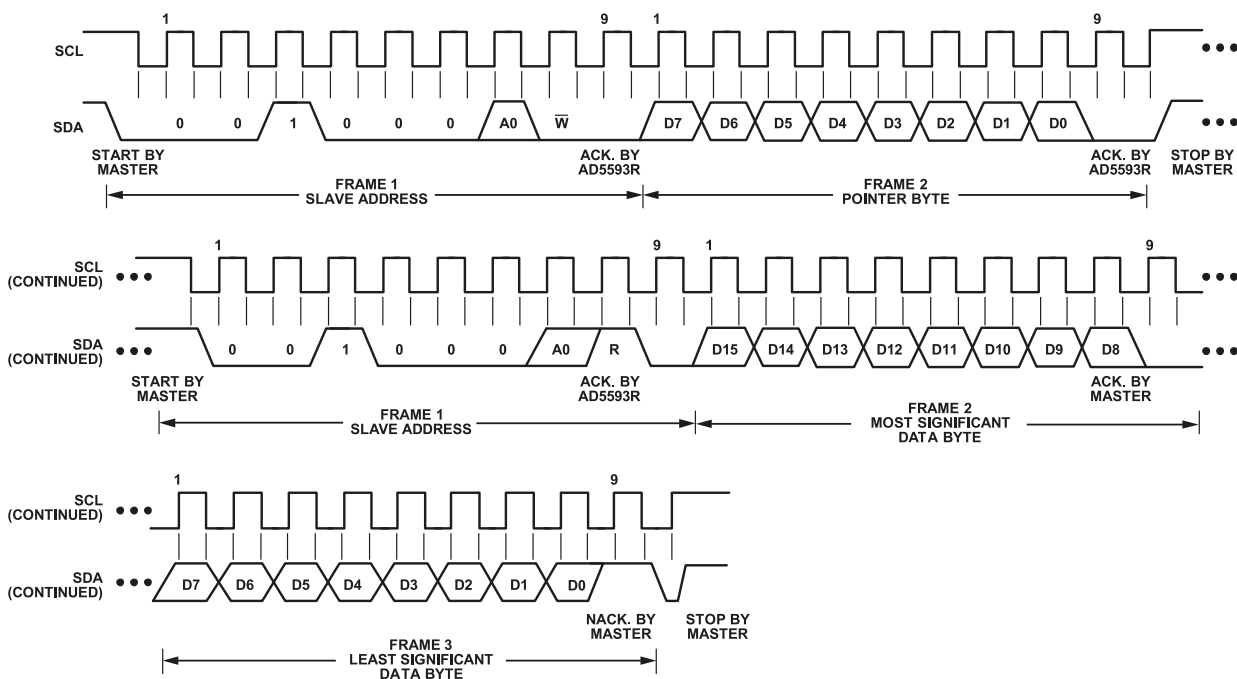 1 9 1 9
SCL
SDA 0 0 1 0 0 0 A0 W̅ D7 D6 D5 D4 D3 D2 D1 D0
START BY
MASTER
ACK. BY
AD5593R
ACK. BY
AD5593R
STOP BY
MASTER
FRAME 1
SLAVE ADDRESS
FRAME 2
POINTER BYTE
1 9 1 9
SCL
(CONTINUED)
SDA
(CONTINUED)
0 0 1 0 0 0 A0 R D15 D14 D13 D12 D11 D10 D9 D8
START BY
MASTER
ACK. BY
AD5593R
ACK. BY
MASTER
FRAME 1
SLAVE ADDRESS
FRAME 2
MOST SIGNIFICANT
DATA BYTE
1 9
SCL
(CONTINUED)
SDA
(CONTINUED)
D7 D6 D5 D4 D3 D2 D1 D0
NACK. BY
MASTER
STOP BY
MASTER
FRAME 3
LEAST SIGNIFICANT
DATA BYTE